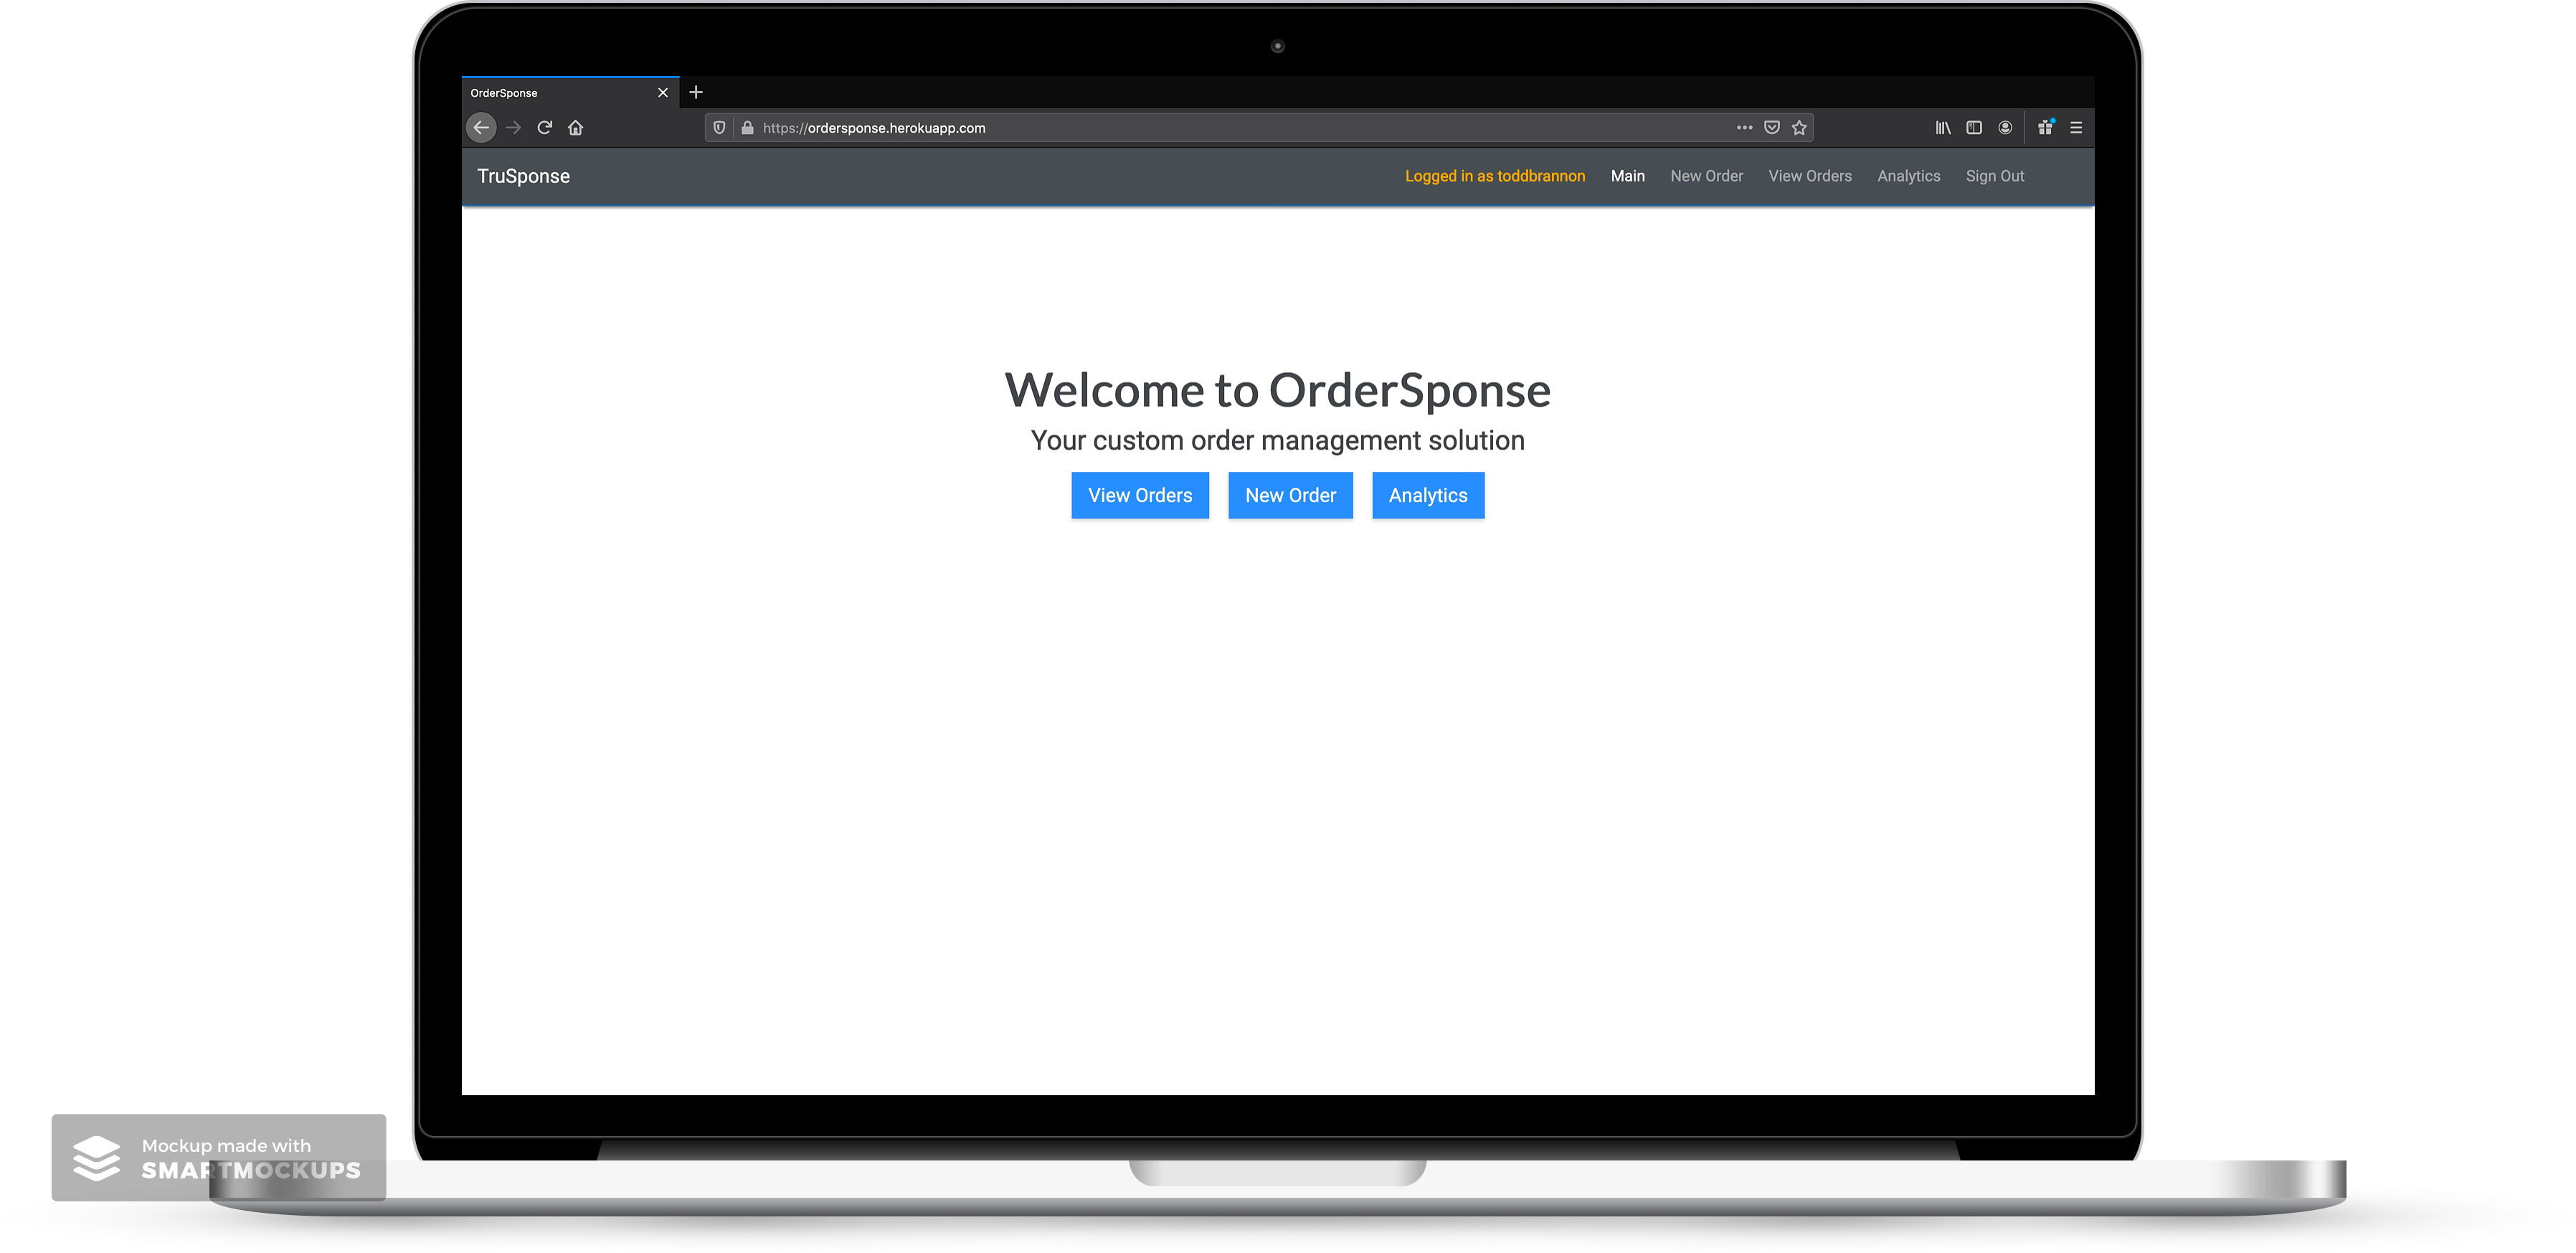 OrderSponse
https://ordersponse.herokuapp.com
TruSponse
Logged in as toddbrannon Main New Order View Orders Analytics Sign Out
Welcome to OrderSponse
Your custom order management solution
View Orders New Order Analytics
Mockup made with
SMARTMOCKUPS